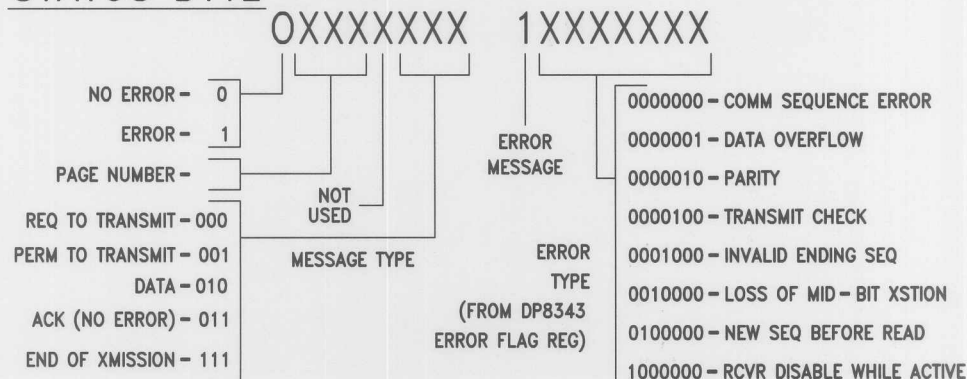 0XXXXXXX 1XXXXXXX
NO ERROR - 0
ERROR - 1
PAGE NUMBER -
NOT USED
REQ TO TRANSMIT - 000
PERM TO TRANSMIT - 001
DATA - 010
ACK (NO ERROR) - 011
END OF XMISSION - 111
MESSAGE TYPE
ERROR
MESSAGE
ERROR
TYPE
(FROM DP8343
ERROR FLAG REG)
0000000 - COMM SEQUENCE ERROR
0000001 - DATA OVERFLOW
0000010 - PARITY
0000100 - TRANSMIT CHECK
0001000 - INVALID ENDING SEQ
0010000 - LOSS OF MID - BIT XSTION
0100000 - NEW SEQ BEFORE READ
1000000 - RCVR DISABLE WHILE ACTIVE